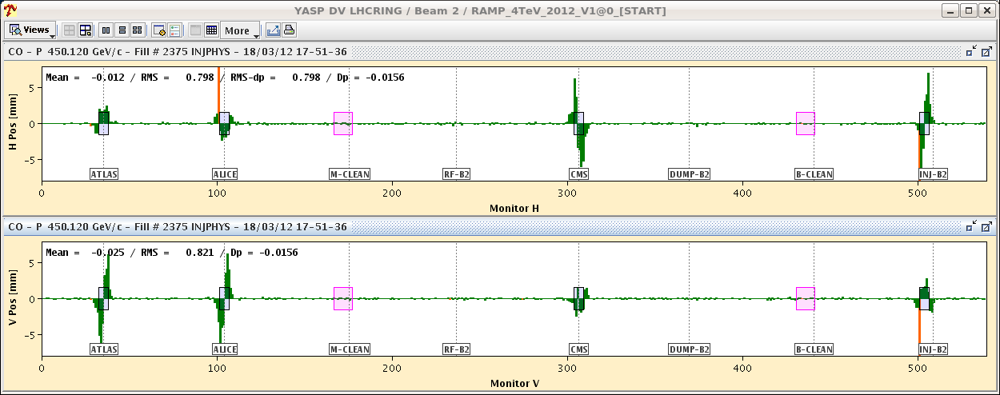 YASP DV LHCRING / Beam 2 / RAMP_4TeV_2012_V1@0_[START]
Views More
CO - P 450.120 GeV/c - Fill # 2375 INJPHYS - 18/03/12 17-51-36
Mean = -0.012 / RMS = 0.798 / RMS-dp = 0.798 / Dp = -0.0156
H Pos [mm]
5
0
-5
ATLAS ALICE M-CLEAN RF-B2 CMS DUMP-B2 B-CLEAN INJ-B2
0 100 200 300 400 500
Monitor H
CO - P 450.120 GeV/c - Fill # 2375 INJPHYS - 18/03/12 17-51-36
Mean = -0.025 / RMS = 0.821 / Dp = -0.0156
V Pos [mm]
5
0
-5
ATLAS ALICE M-CLEAN RF-B2 CMS DUMP-B2 B-CLEAN INJ-B2
0 100 200 300 400 500
Monitor V